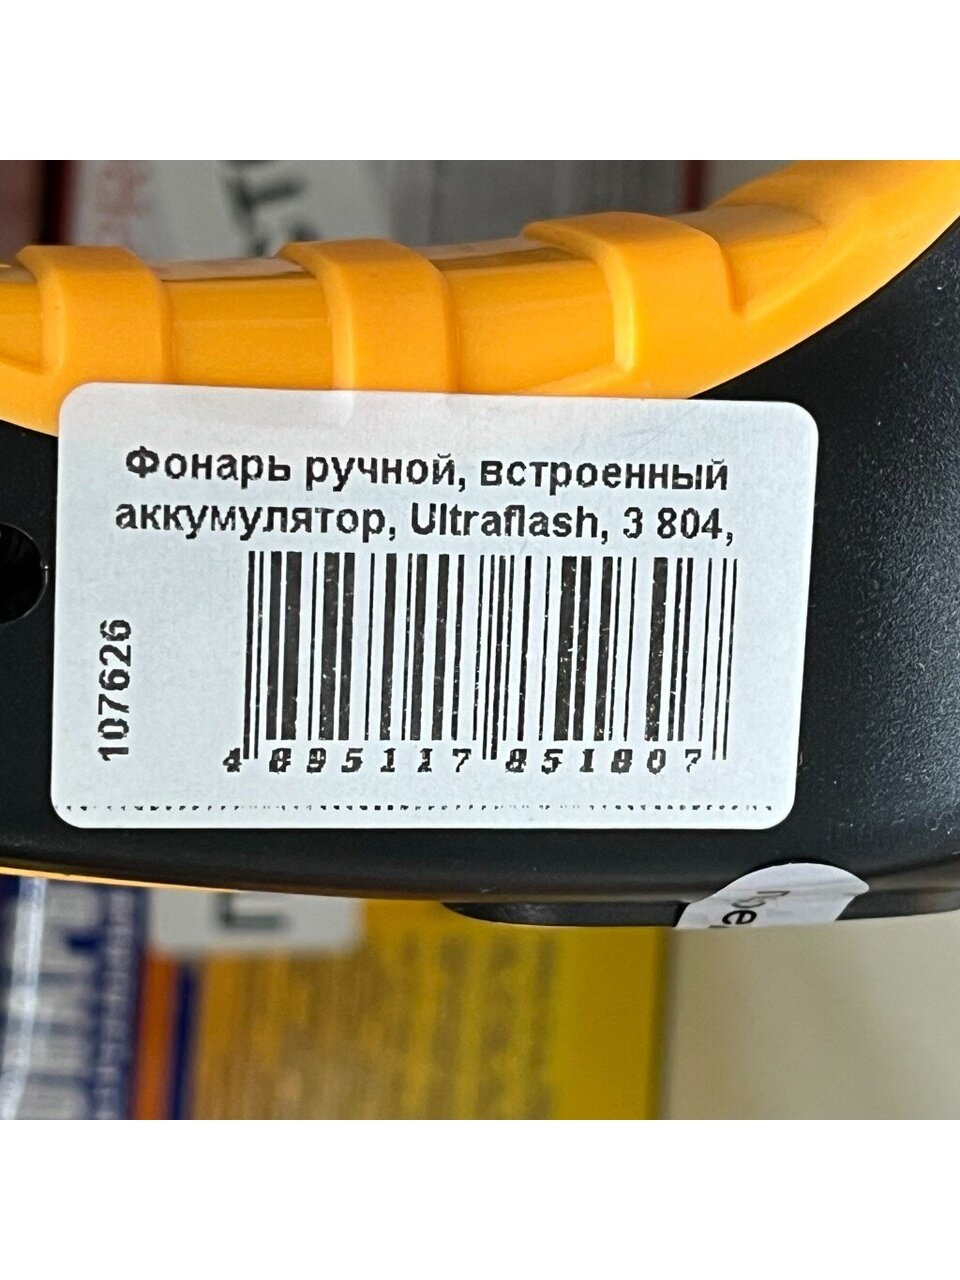 Фонарь ручной, встроенный
аккумулятор, Ultraflash, 3 804,
107626
4 895117 851807